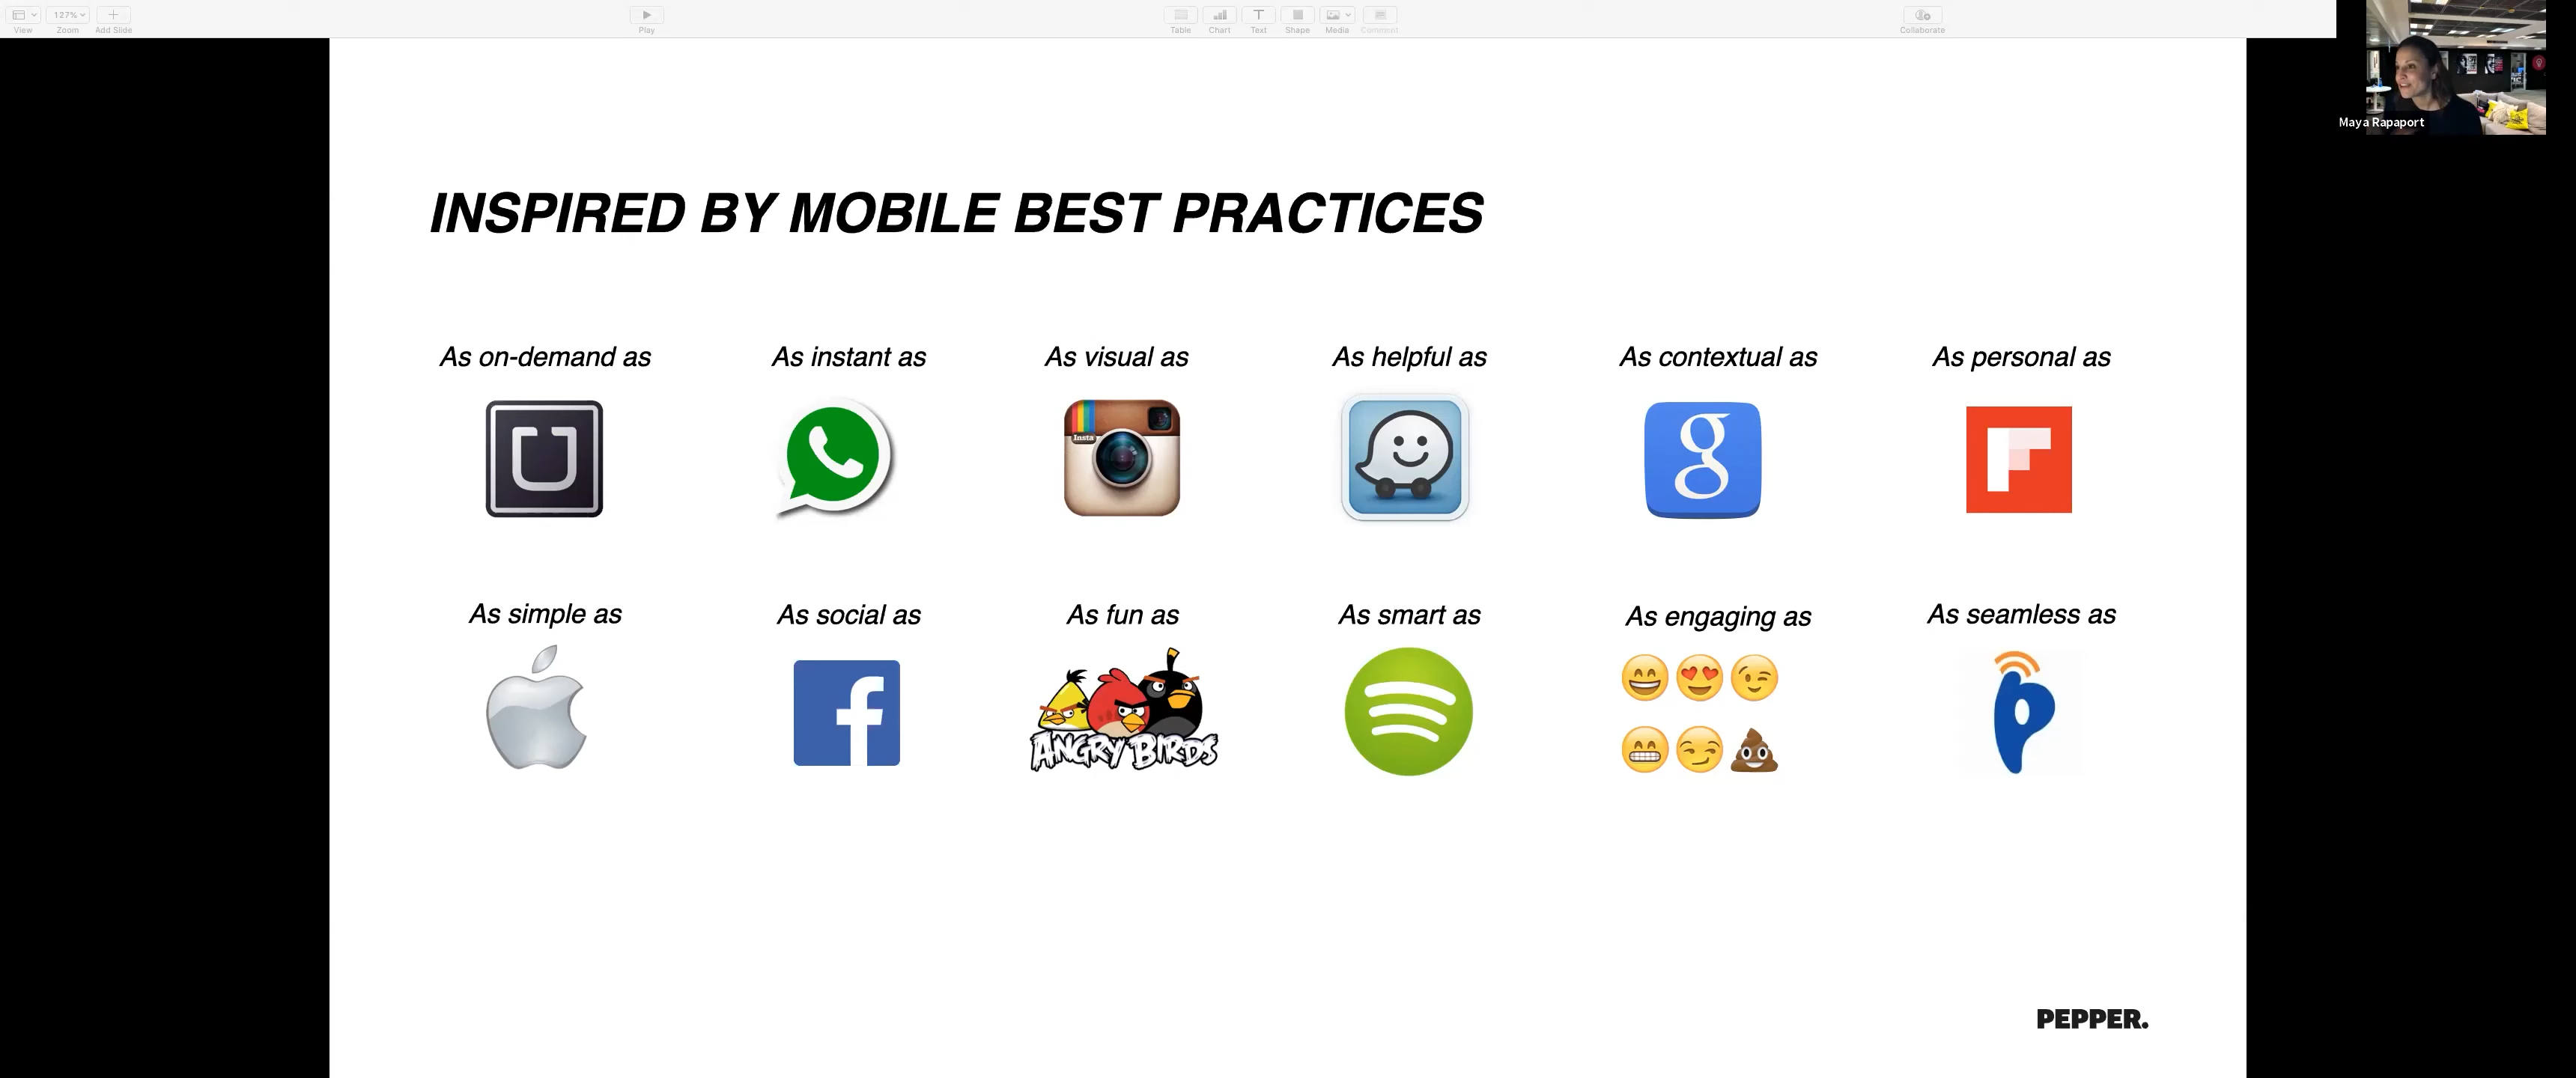 127%
View
Zoom
Add Slide
Play
Table
Chart
Text
Shape
Media
Comment
Collaborate
Maya Rapaport
INSPIRED BY MOBILE BEST PRACTICES
As on-demand as
As instant as
As visual as
As helpful as
As contextual as
As personal as
Insta
g
As simple as
As social as
As fun as
As smart as
As engaging as
As seamless as
f
ANGRY BIRDS
PEPPER.